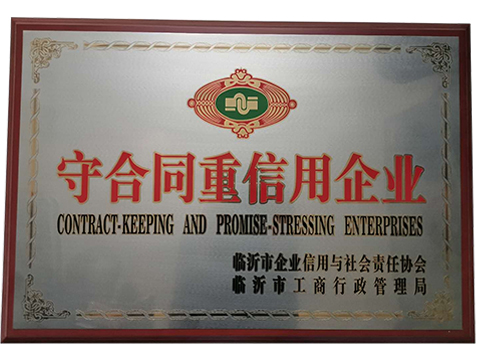 守合同重信用企业
CONTRACT-KEEPING AND PROMISE-STRESSING ENTERPRISES
临沂市企业信用与社会责任协会
临沂市工商行政管理局